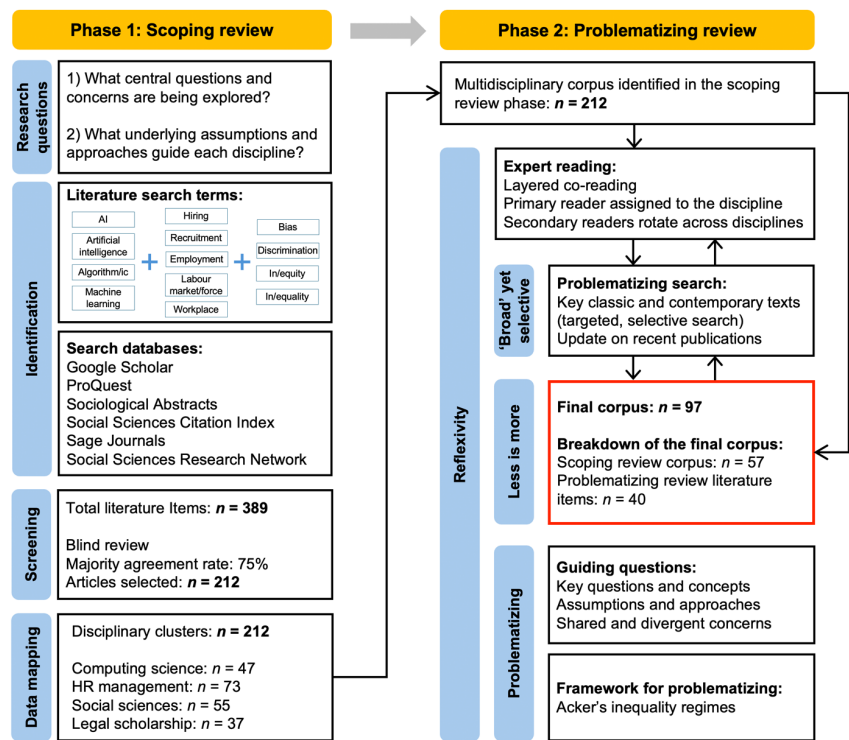 Phase 1: Scoping review
Research questions
1) What central questions and
concerns are being explored?
2) What underlying assumptions and
approaches guide each discipline?
Identification
Literature search terms:
AI
Artificial
intelligence
Algorithm/ic
Machine
learning
+
Hiring
Recruitment
Employment
Labour
market/force
Workplace
+
Bias
Discrimination
In/equity
In/equality
Search databases:
Google Scholar
ProQuest
Sociological Abstracts
Social Sciences Citation Index
Sage Journals
Social Sciences Research Network
Screening
Total literature Items: n = 389
Blind review
Majority agreement rate: 75%
Articles selected: n = 212
Data mapping
Disciplinary clusters: n = 212
Computing science: n = 47
HR management: n = 73
Social sciences: n = 55
Legal scholarship: n = 37
Phase 2: Problematizing review
Multidisciplinary corpus identified in the scoping
review phase: n = 212
Reflexivity
Expert reading:
Layered co-reading
Primary reader assigned to the discipline
Secondary readers rotate across disciplines
‘Broad’ yet
selective
Problematizing search:
Key classic and contemporary texts
(targeted, selective search)
Update on recent publications
Less is more
Final corpus: n = 97
Breakdown of the final corpus:
Scoping review corpus: n = 57
Problematizing review literature
items: n = 40
Problematizing
Guiding questions:
Key questions and concepts
Assumptions and approaches
Shared and divergent concerns
Framework for problematizing:
Acker’s inequality regimes